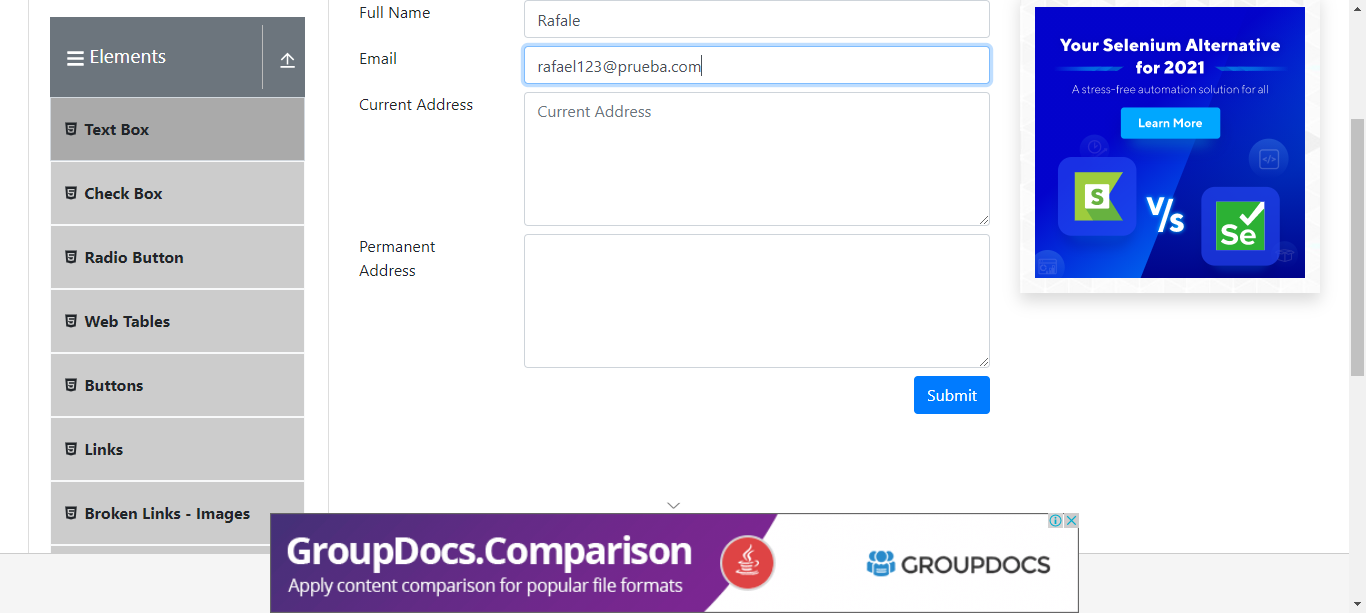 Elements
Text Box
Check Box
Radio Button
Web Tables
Buttons
Links
Broken Links - Images
Full Name
Rafale
Email
rafael123@prueba.com
Current Address
Current Address
Permanent
Address
Submit
Your Selenium Alternative
for 2021
A stress-free automation solution for all
Learn More
S
V/s
Se
GroupDocs.Comparison
Apply content comparison for popular file formats
GROUPDOCS